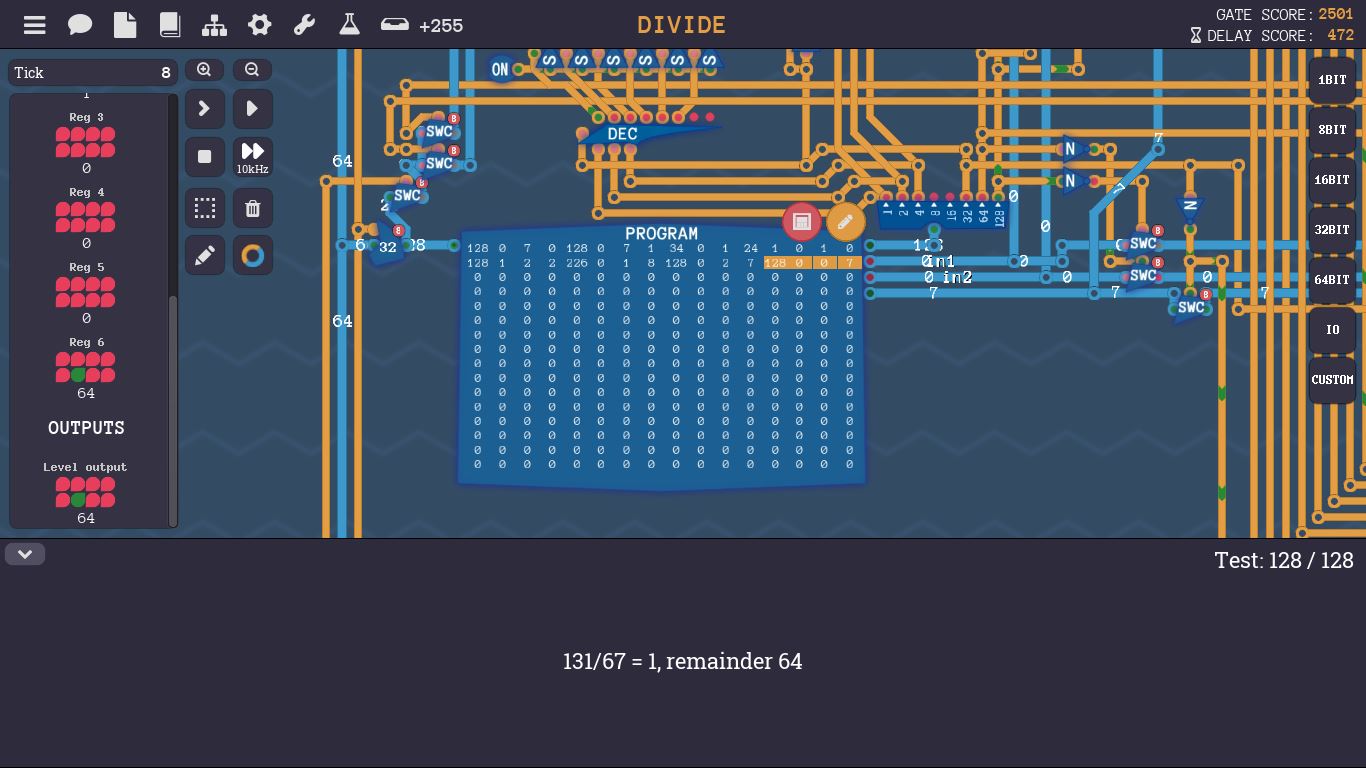 +255
DIVIDE
GATE SCORE: 2501
DELAY SCORE: 472
Tick 8
1
Reg 3
0
Reg 4
0
Reg 5
0
Reg 6
64
OUTPUTS
Level output
64
10kHz
ON
S S S S S S
DEC
SWC 8
SWC 8
SWC 8
64
32 8
64
PROGRAM
128 0 7 0 128 0 7 1 34 0 1 24 1 0 1 0
128 1 2 2 226 0 1 8 128 0 2 7 128 0 0 7
0 0 0 0 0 0 0 0 0 0 0 0 0 0 0 0
0 0 0 0 0 0 0 0 0 0 0 0 0 0 0 0
0 0 0 0 0 0 0 0 0 0 0 0 0 0 0 0
0 0 0 0 0 0 0 0 0 0 0 0 0 0 0 0
0 0 0 0 0 0 0 0 0 0 0 0 0 0 0 0
0 0 0 0 0 0 0 0 0 0 0 0 0 0 0 0
0 0 0 0 0 0 0 0 0 0 0 0 0 0 0 0
0 0 0 0 0 0 0 0 0 0 0 0 0 0 0 0
0 0 0 0 0 0 0 0 0 0 0 0 0 0 0 0
0 0 0 0 0 0 0 0 0 0 0 0 0 0 0 0
0 0 0 0 0 0 0 0 0 0 0 0 0 0 0 0
0 0 0 0 0 0 0 0 0 0 0 0 0 0 0 0
0 0 0 0 0 0 0 0 0 0 0 0 0 0 0 0
0 0 0 0 0 0 0 0 0 0 0 0 0 0 0 0
1 2 4 8 16 32 64 128
0
0
in1 0
0 in2 0 0
7 7 7
N
N
N
7
SWC 8
SWC 8
SWC 8
1BIT
8BIT
16BIT
32BIT
64BIT
IO
CUSTOM
Test: 128 / 128
131/67 = 1, remainder 64